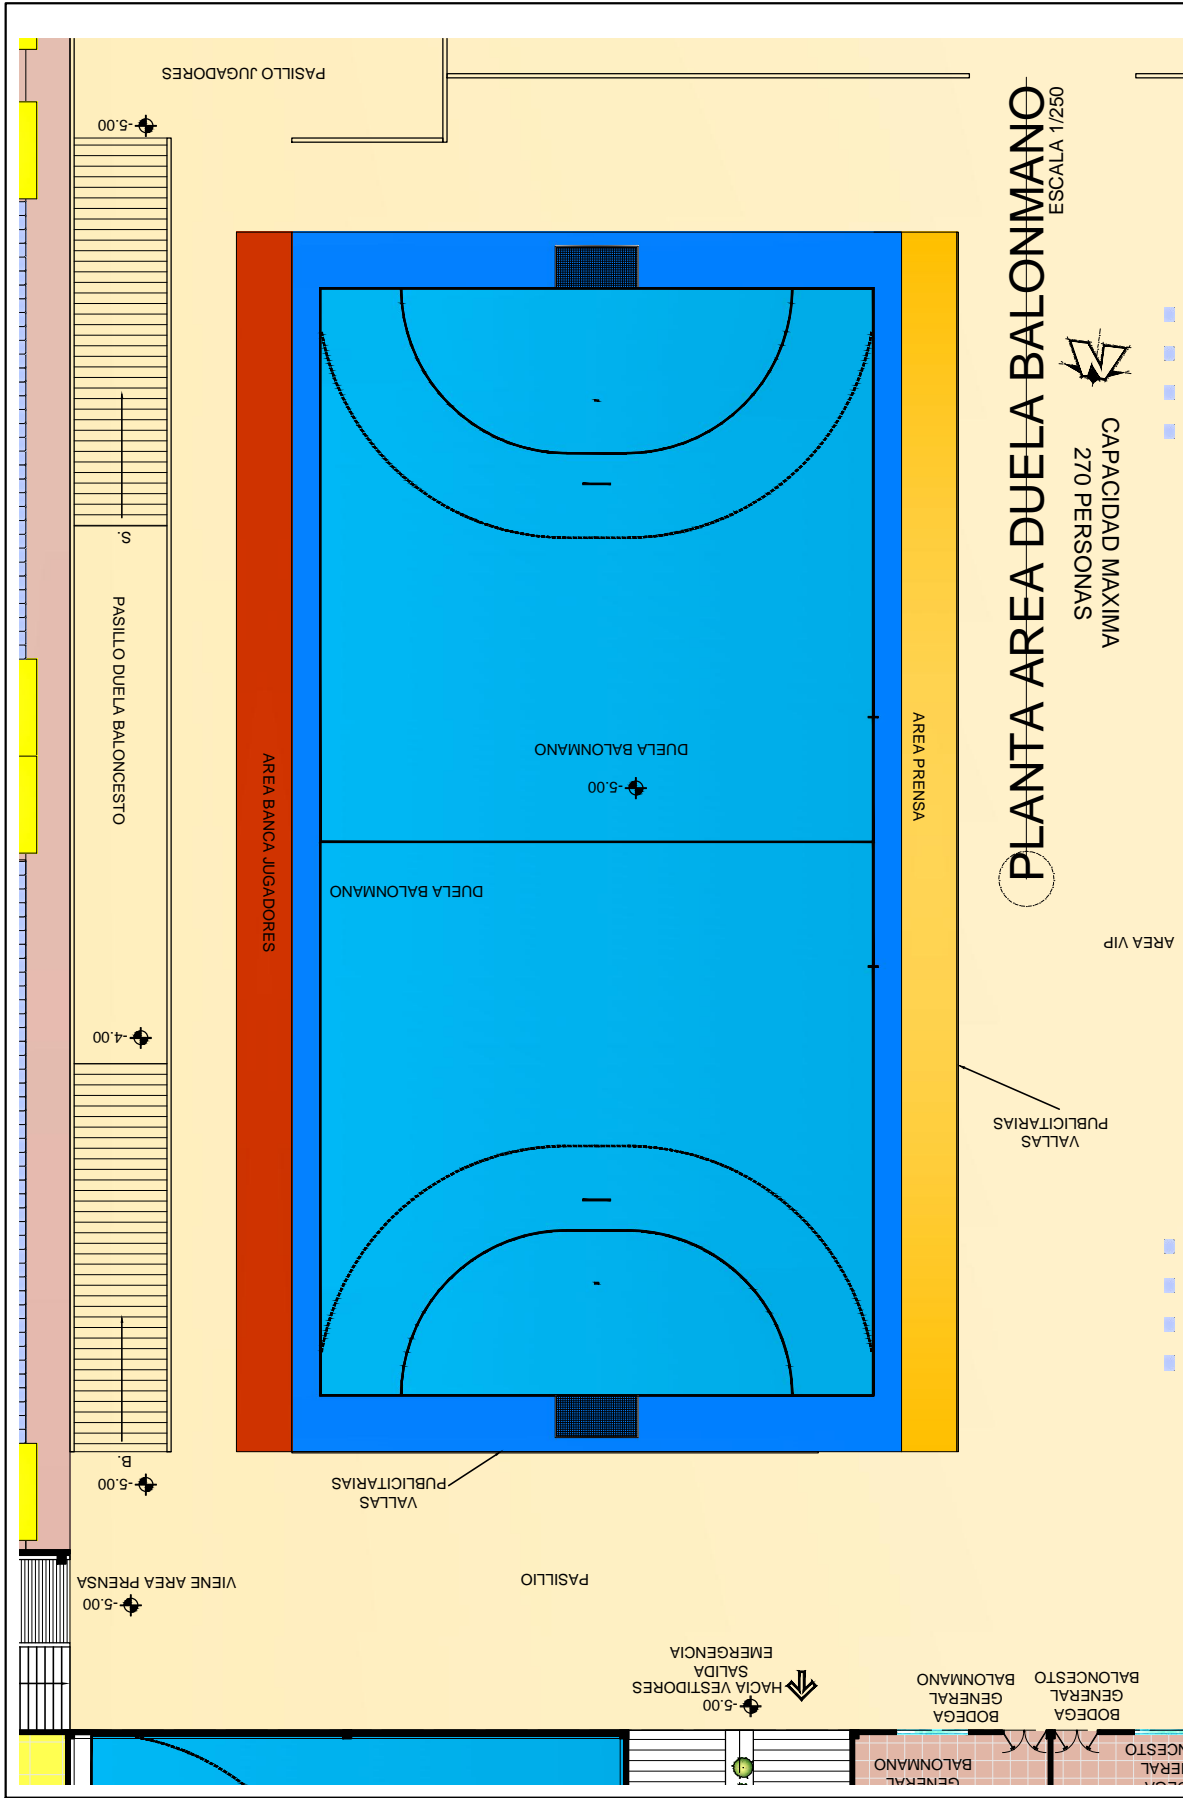 PASILLO JUGADORES
-5.00
PLANTA AREA DUELA BALONMANO
ESCALA 1/250
N
CAPACIDAD MAXIMA
270 PERSONAS
S.
PASILLO DUELA BALONCESTO
AREA BANCA JUGADORES
DUELA BALONMANO
-5.00
AREA PRENSA
DUELA BALONMANO
AREA VIP
-4.00
VALLAS
PUBLICITARIAS
B.
-5.00
VALLAS
PUBLICITARIAS
VIENE AREA PRENSA
-5.00
PASILLIO
-5.00
HACIA VESTIDORES
SALIDA
EMERGENCIA
BODEGA
GENERAL
BALONMANO
BODEGA
GENERAL
BALONCESTO
GENERAL
BALONMANO